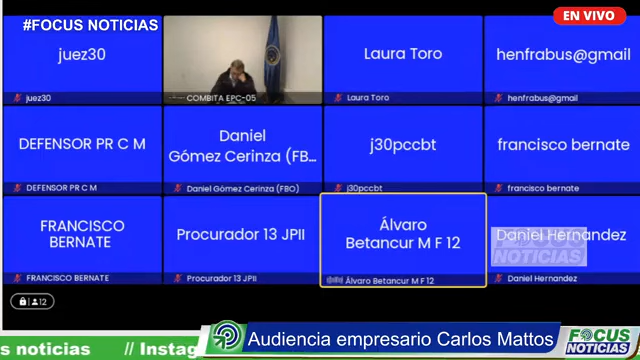 #FOCUS NOTICIAS
EN VIVO
juez30
Laura Toro
henfrabus@gmail
juez30
COMBITA EPC-05
Laura Toro
henfrabus@gmail
DEFENSOR PR C M
Daniel
Gómez Cerinza (FB...
j30pccbt
francisco bernate
DEFENSOR PR C M
Daniel Gómez Cerinza (FBO)
j30pccbt
francisco bernate
FRANCISCO
BERNATE
Procurador 13 JPII
Álvaro
Betancur M F 12
Daniel Hernandez
FOCUS
NOTICIAS
FRANCISCO BERNATE
Procurador 13 JPII
Álvaro Betancur M F 12
Daniel Hernandez
12
Audiencia empresario Carlos Mattos
FOCUS
NOTICIAS
s noticias // Instag